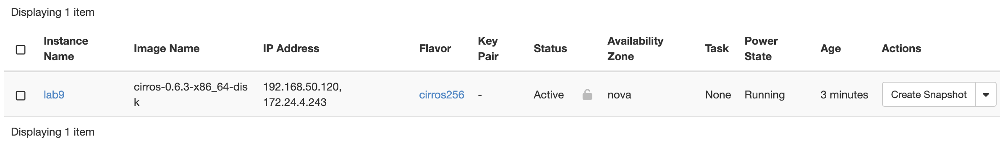 Displaying 1 item
Instance Name Image Name IP Address Flavor Key Pair Status Availability Zone Task Power State Age Actions
lab9 cirros-0.6.3-x86_64-dis 192.168.50.120, cirros256 - Active nova None Running 3 minutes Create Snapshot
k 172.24.4.243
Displaying 1 item